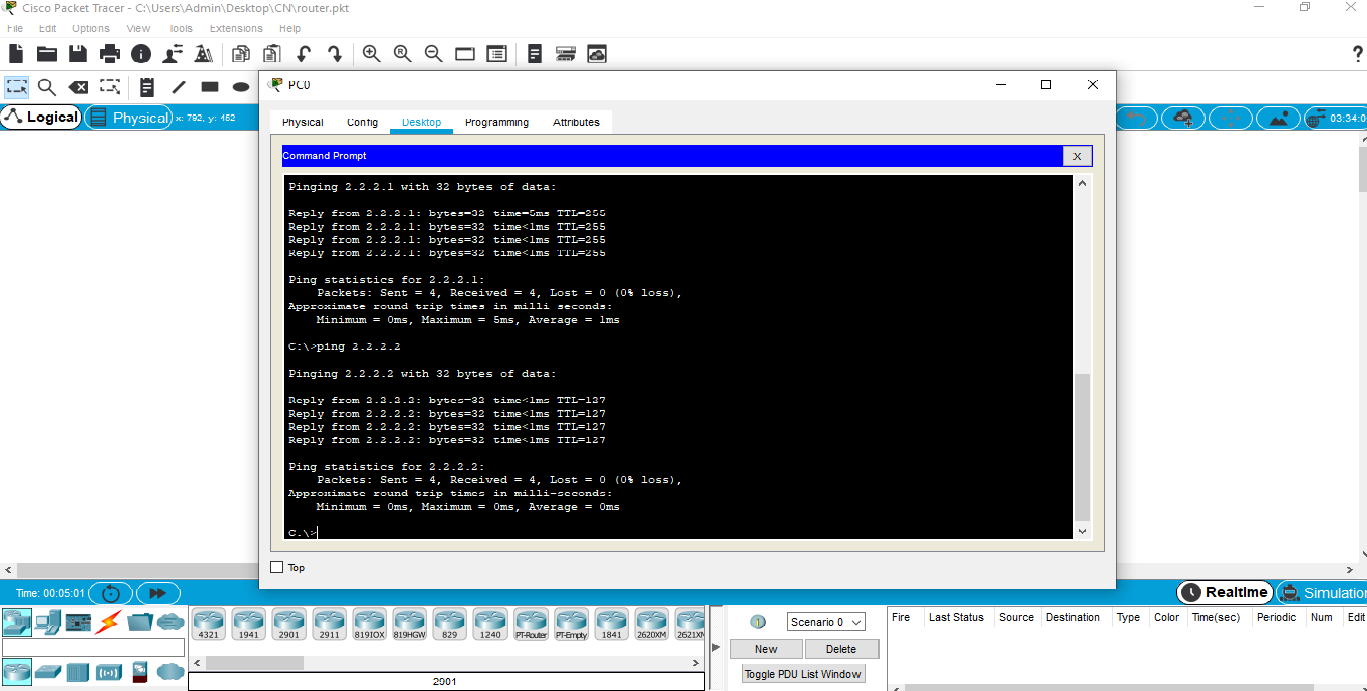 Cisco Packet Tracer - C:\Users\Admin\Desktop\CN\router.pkt
File Edit Options View Tools Extensions Help
?
PC0
Logical Physical x: 792, y: 452
03:34:0
Physical Config Desktop Programming Attributes
Command Prompt X
Pinging 2.2.2.1 with 32 bytes of data:
Reply from 2.2.2.1: bytes=32 time=5ms TTL=255
Reply from 2.2.2.1: bytes=32 time<1ms TTL=255
Reply from 2.2.2.1: bytes=32 time<1ms TTL=255
Reply from 2.2.2.1: bytes=32 time<1ms TTL=255
Ping statistics for 2.2.2.1:
Packets: Sent = 4, Received = 4, Lost = 0 (0% loss),
Approximate round trip times in milli-seconds:
Minimum = 0ms, Maximum = 5ms, Average = 1ms
C:\>ping 2.2.2.2
Pinging 2.2.2.2 with 32 bytes of data:
Reply from 2.2.2.2: bytes=32 time<1ms TTL=127
Reply from 2.2.2.2: bytes=32 time<1ms TTL=127
Reply from 2.2.2.2: bytes=32 time<1ms TTL=127
Reply from 2.2.2.2: bytes=32 time<1ms TTL=127
Ping statistics for 2.2.2.2:
Packets: Sent = 4, Received = 4, Lost = 0 (0% loss),
Approximate round trip times in milli-seconds:
Minimum = 0ms, Maximum = 0ms, Average = 0ms
C:\>
Top
Time: 00:05:01
Realtime Simulation
4321 1941 2901 2911 819IOX 819HGW 829 1240 PT-Router PT-Empty 1841 2620XM 2621XM
2901
Scenario 0
New Delete
Toggle PDU List Window
Fire Last Status Source Destination Type Color Time(sec) Periodic Num Edit